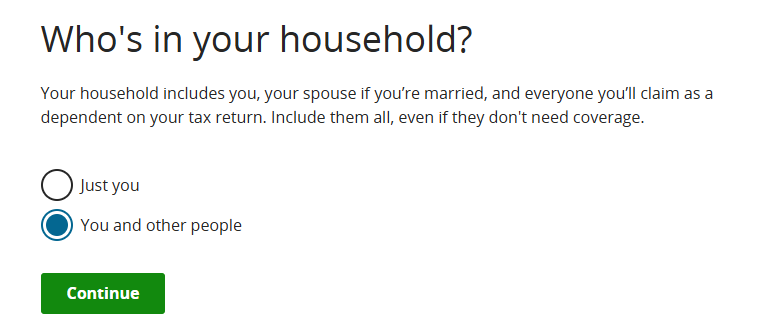 Who's in your household?
Your household includes you, your spouse if you’re married, and everyone you’ll claim as a
dependent on your tax return. Include them all, even if they don't need coverage.
Just you
You and other people
Continue